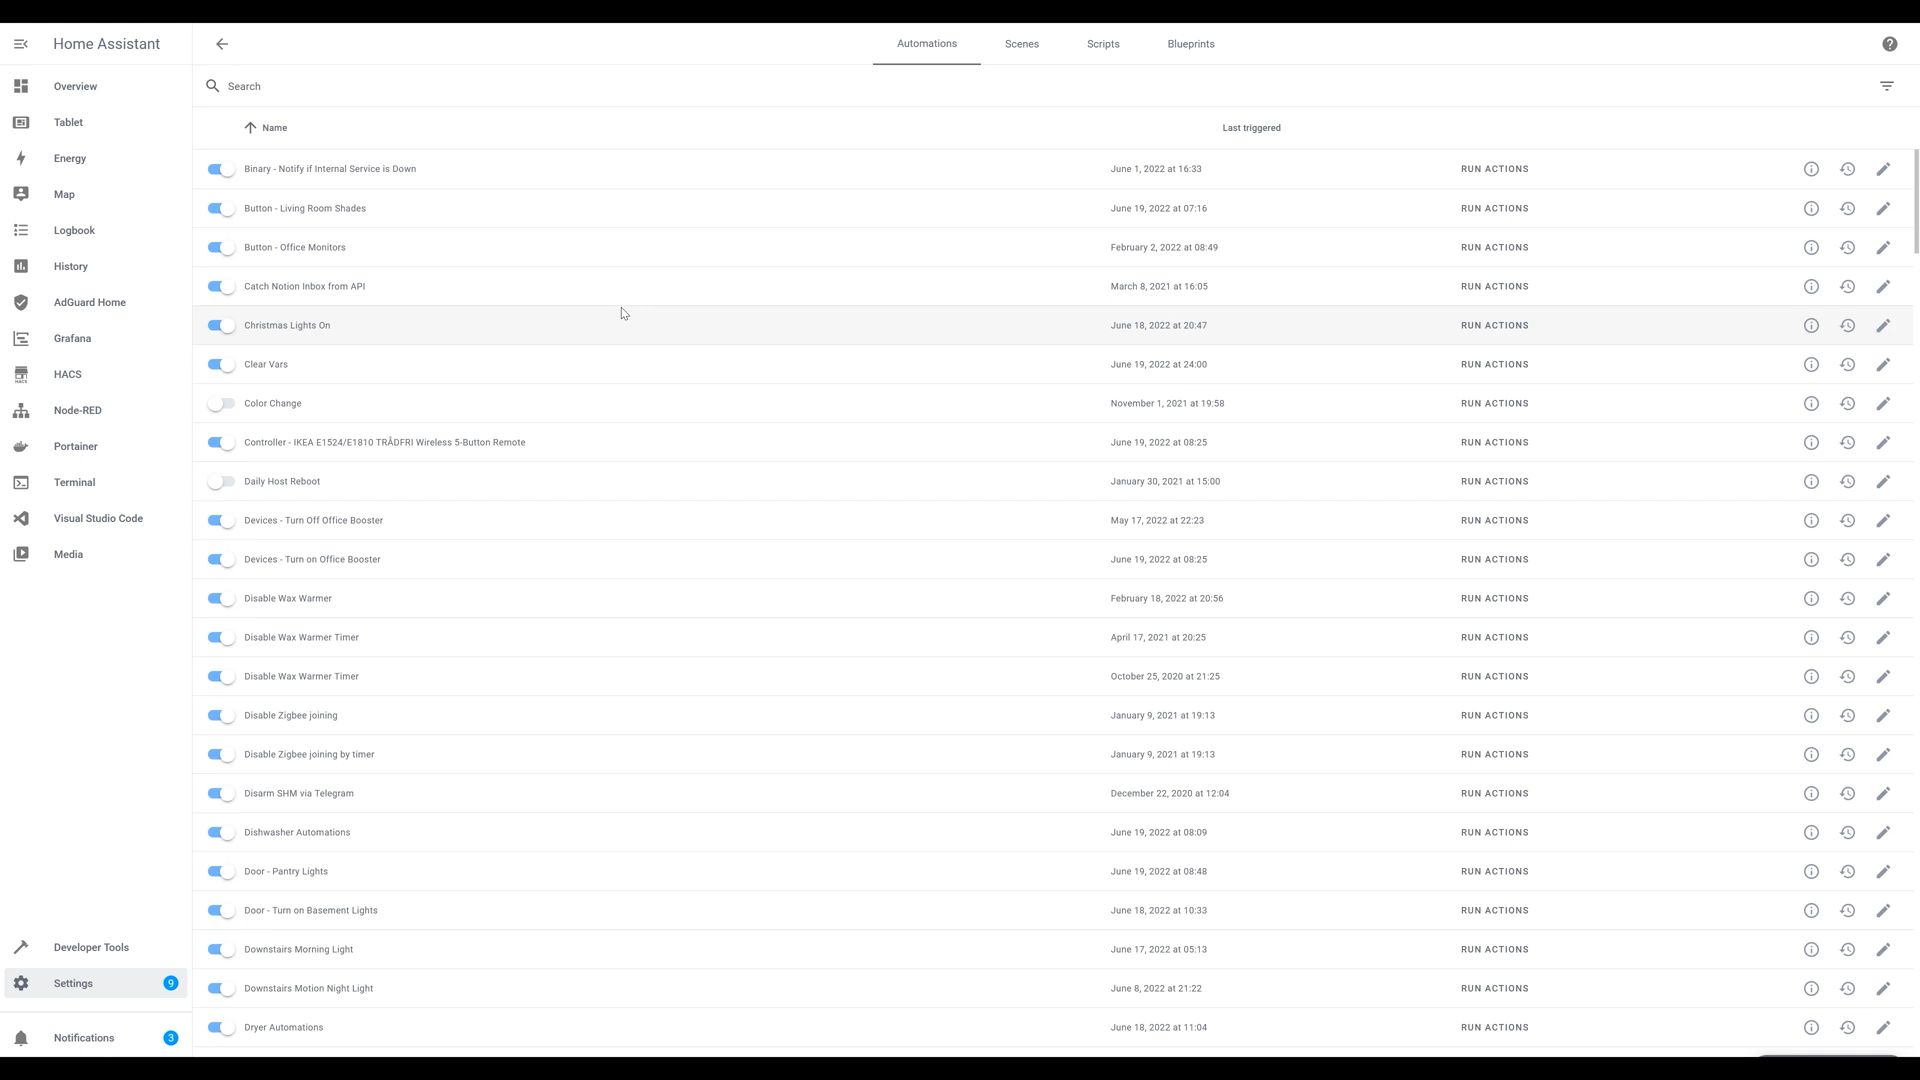 Home Assistant
Automations
Scenes
Scripts
Blueprints
Overview
Tablet
Energy
Map
Logbook
History
AdGuard Home
Grafana
HACS
HACS
Node-RED
Portainer
Terminal
Visual Studio Code
Media
Developer Tools
Settings 9
Notifications 3
Search
Name Last triggered
Binary - Notify if Internal Service is Down June 1, 2022 at 16:33 RUN ACTIONS
Button - Living Room Shades June 19, 2022 at 07:16 RUN ACTIONS
Button - Office Monitors February 2, 2022 at 08:49 RUN ACTIONS
Catch Notion Inbox from API March 8, 2021 at 16:05 RUN ACTIONS
Christmas Lights On June 18, 2022 at 20:47 RUN ACTIONS
Clear Vars June 19, 2022 at 24:00 RUN ACTIONS
Color Change November 1, 2021 at 19:58 RUN ACTIONS
Controller - IKEA E1524/E1810 TRÅDFRI Wireless 5-Button Remote June 19, 2022 at 08:25 RUN ACTIONS
Daily Host Reboot January 30, 2021 at 15:00 RUN ACTIONS
Devices - Turn Off Office Booster May 17, 2022 at 22:23 RUN ACTIONS
Devices - Turn on Office Booster June 19, 2022 at 08:25 RUN ACTIONS
Disable Wax Warmer February 18, 2022 at 20:56 RUN ACTIONS
Disable Wax Warmer Timer April 17, 2021 at 20:25 RUN ACTIONS
Disable Wax Warmer Timer October 25, 2020 at 21:25 RUN ACTIONS
Disable Zigbee joining January 9, 2021 at 19:13 RUN ACTIONS
Disable Zigbee joining by timer January 9, 2021 at 19:13 RUN ACTIONS
Disarm SHM via Telegram December 22, 2020 at 12:04 RUN ACTIONS
Dishwasher Automations June 19, 2022 at 08:09 RUN ACTIONS
Door - Pantry Lights June 19, 2022 at 08:48 RUN ACTIONS
Door - Turn on Basement Lights June 18, 2022 at 10:33 RUN ACTIONS
Downstairs Morning Light June 17, 2022 at 05:13 RUN ACTIONS
Downstairs Motion Night Light June 8, 2022 at 21:22 RUN ACTIONS
Dryer Automations June 18, 2022 at 11:04 RUN ACTIONS